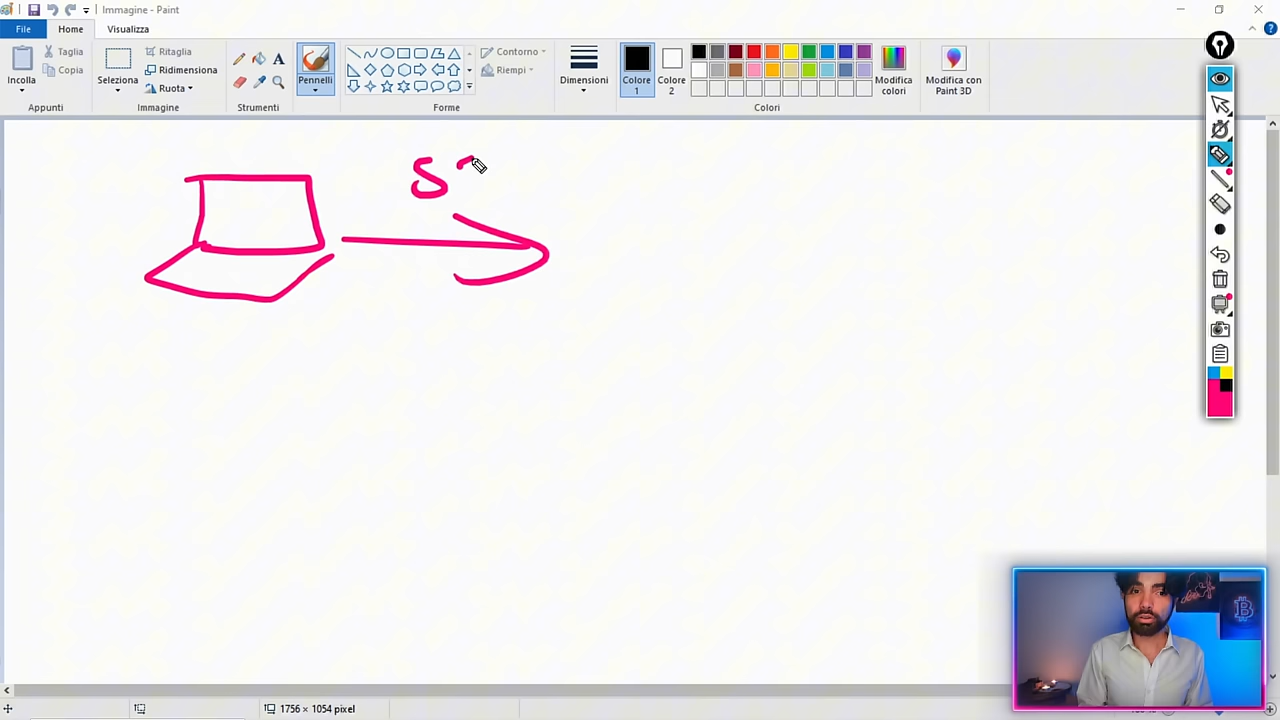 Immagine - Paint
File Home Visualizza
Incolla
Taglia
Copia
Appunti
Seleziona
Ritaglia
Ridimensiona
Ruota
Immagine
A
Strumenti
Pennelli
Contorno
Riempi
Forme
Dimensioni
Colore
1
Colore
2
Modifica
colori
Colori
Modifica con
Paint 3D
S
1756 × 1054 pixel